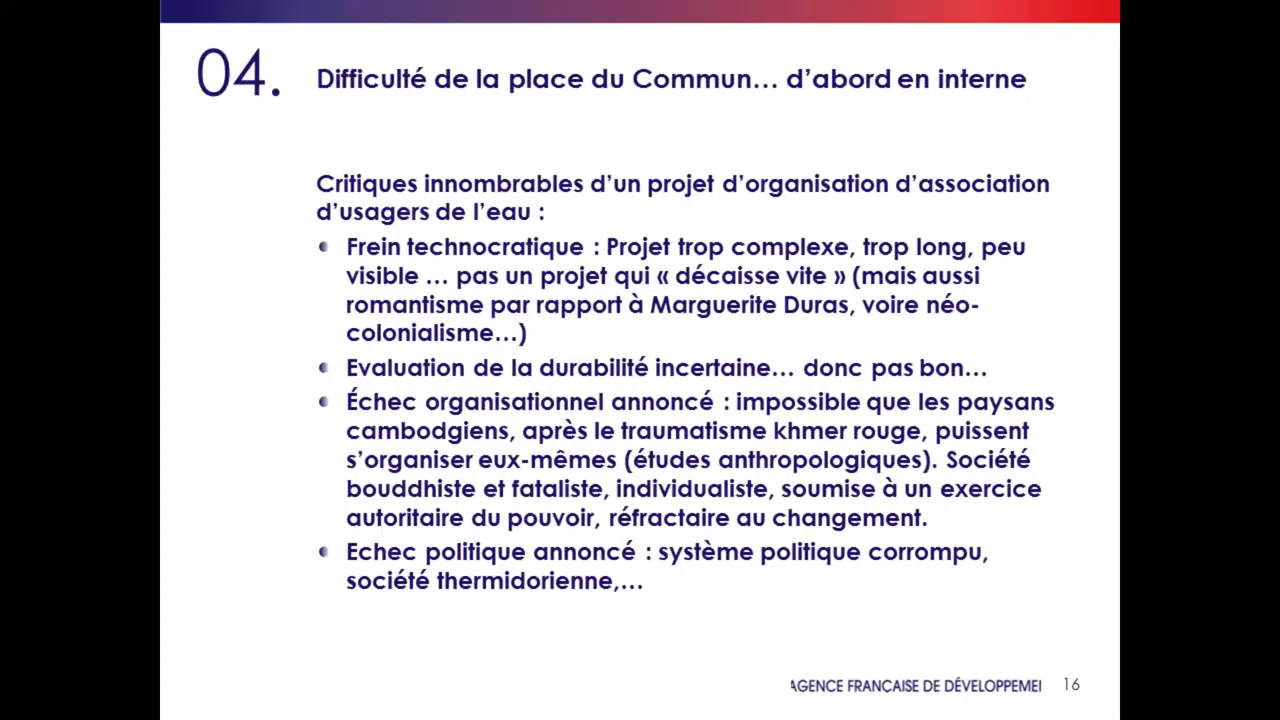 04. Difficulté de la place du Commun… d’abord en interne
Critiques innombrables d’un projet d’organisation d’association
d’usagers de l’eau :
• Frein technocratique : Projet trop complexe, trop long, peu
visible … pas un projet qui « décaisse vite » (mais aussi
romantisme par rapport à Marguerite Duras, voire néo-
colonialisme…)
• Evaluation de la durabilité incertaine… donc pas bon…
• Échec organisationnel annoncé : impossible que les paysans
cambodgiens, après le traumatisme khmer rouge, puissent
s’organiser eux-mêmes (études anthropologiques). Société
bouddhiste et fataliste, individualiste, soumise à un exercice
autoritaire du pouvoir, réfractaire au changement.
• Echec politique annoncé : système politique corrompu,
société thermidorienne,…
AGENCE FRANÇAISE DE DÉVELOPPEMEI 16